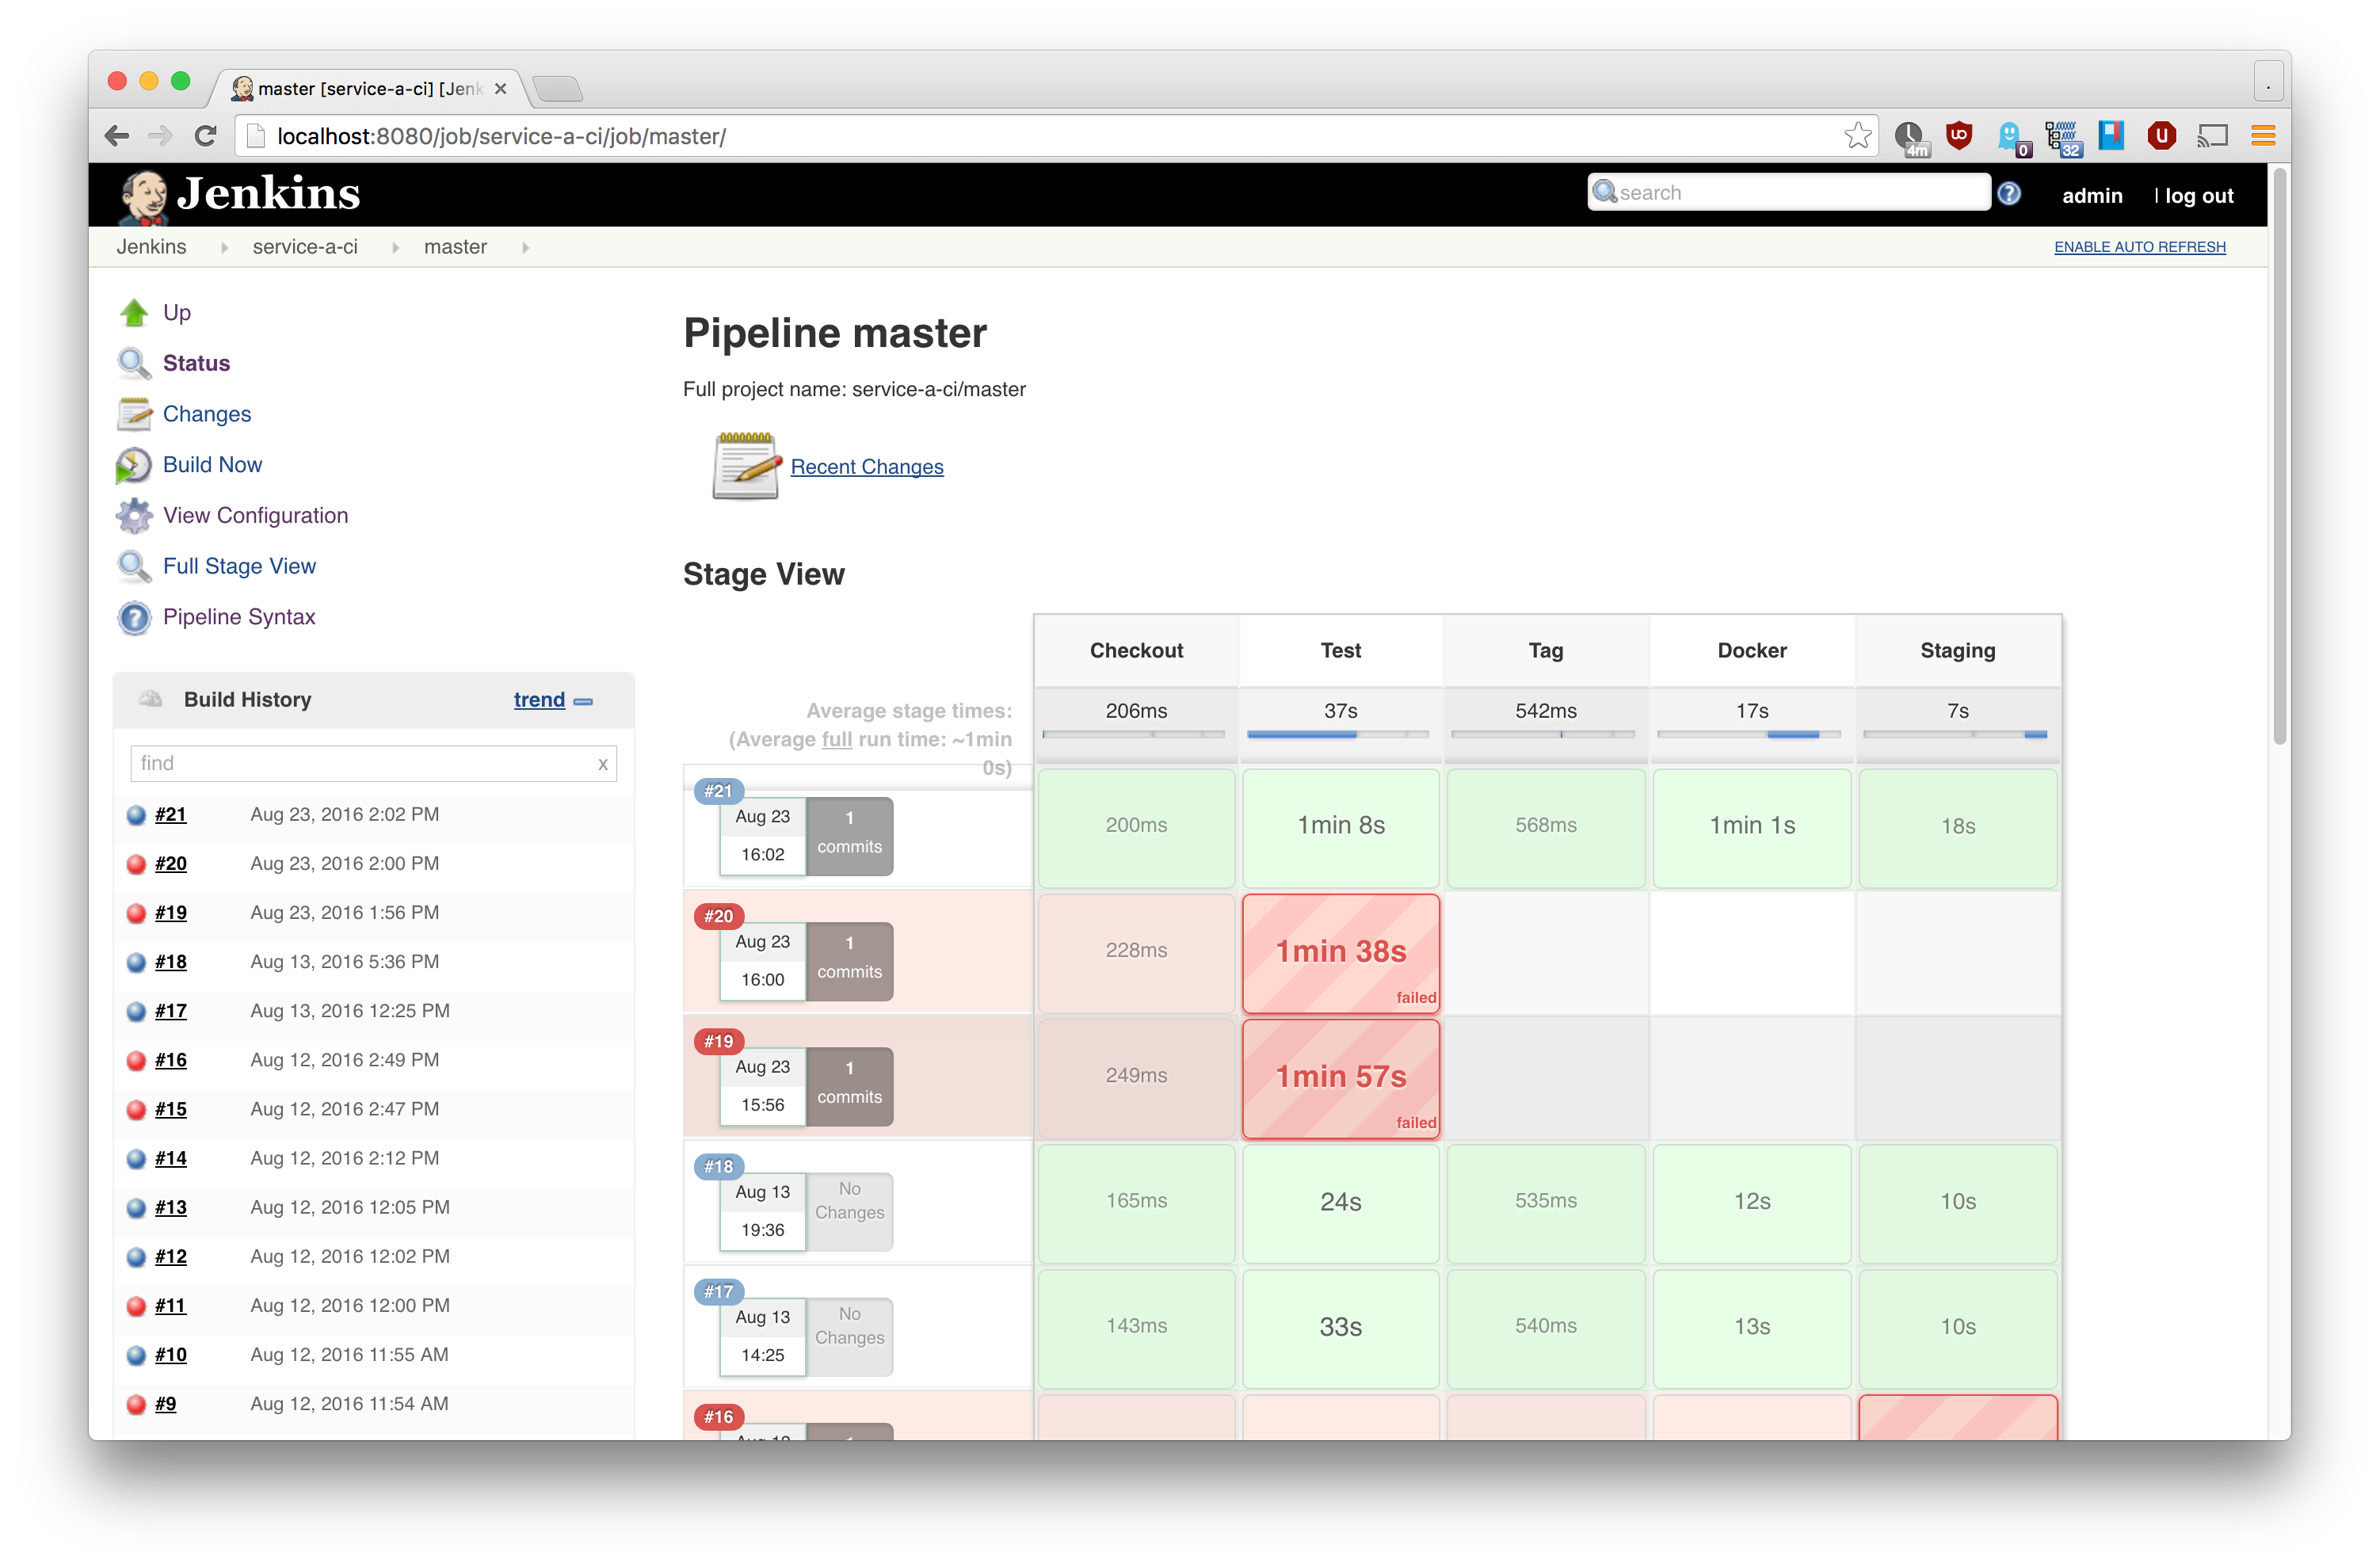 master [service-a-ci] [Jenk
localhost:8080/job/service-a-ci/job/master/
4m
0
32
Jenkins
search
admin
| log out
Jenkins
service-a-ci
master
ENABLE AUTO REFRESH
Up
Status
Changes
Build Now
View Configuration
Full Stage View
Pipeline Syntax
Build History
trend
find
x
#21 Aug 23, 2016 2:02 PM
#20 Aug 23, 2016 2:00 PM
#19 Aug 23, 2016 1:56 PM
#18 Aug 13, 2016 5:36 PM
#17 Aug 13, 2016 12:25 PM
#16 Aug 12, 2016 2:49 PM
#15 Aug 12, 2016 2:47 PM
#14 Aug 12, 2016 2:12 PM
#13 Aug 12, 2016 12:05 PM
#12 Aug 12, 2016 12:02 PM
#11 Aug 12, 2016 12:00 PM
#10 Aug 12, 2016 11:55 AM
#9 Aug 12, 2016 11:54 AM
Pipeline master
Full project name: service-a-ci/master
Recent Changes
Stage View
Checkout Test Tag Docker Staging
Average stage times:
(Average full run time: ~1min
0s)
206ms 37s 542ms 17s 7s
#21
Aug 23
16:02
1
commits
200ms 1min 8s 568ms 1min 1s 18s
#20
Aug 23
16:00
1
commits
228ms 1min 38s
failed
#19
Aug 23
15:56
1
commits
249ms 1min 57s
failed
#18
Aug 13
19:36
No
Changes
165ms 24s 535ms 12s 10s
#17
Aug 13
14:25
No
Changes
143ms 33s 540ms 13s 10s
#16